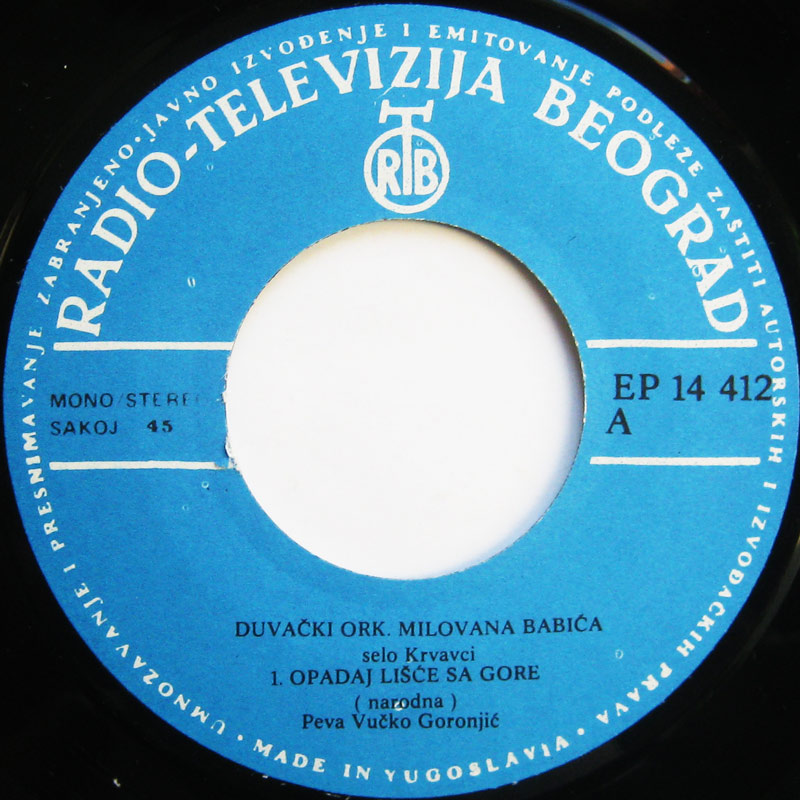 UMNOZAVANJE I PRESNIMAVANJE ZABRANJENO · JAVNO IZVOĐENJE I EMITOVANJE PODLEŽE ZAŠTITI AUTORSKIH I IZVOĐAČKIH PRAVA ·
RADIO-TELEVIZIJA BEOGRAD
RTB
MONO/STEREO
SAKOJ 45
EP 14 412
A
DUVAČKI ORK. MILOVANA BABIĆA
selo Krvavci
1. OPADAJ LIŠĆE SA GORE
( narodna )
Peva Vučko Goronjić
MADE IN YUGOSLAVIA ·